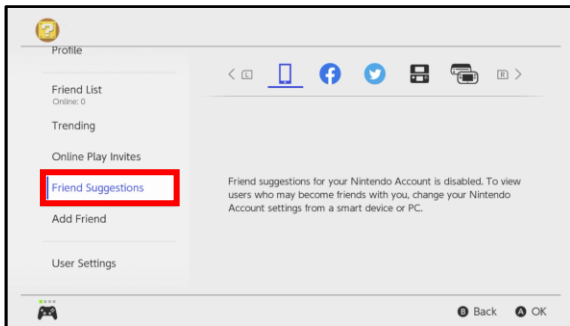 Profile
Friend List
Online: 0
Trending
Online Play Invites
Friend Suggestions
Add Friend
User Settings
L
R
Friend suggestions for your Nintendo Account is disabled. To view
users who may become friends with you, change your Nintendo
Account settings from a smart device or PC.
B Back A OK